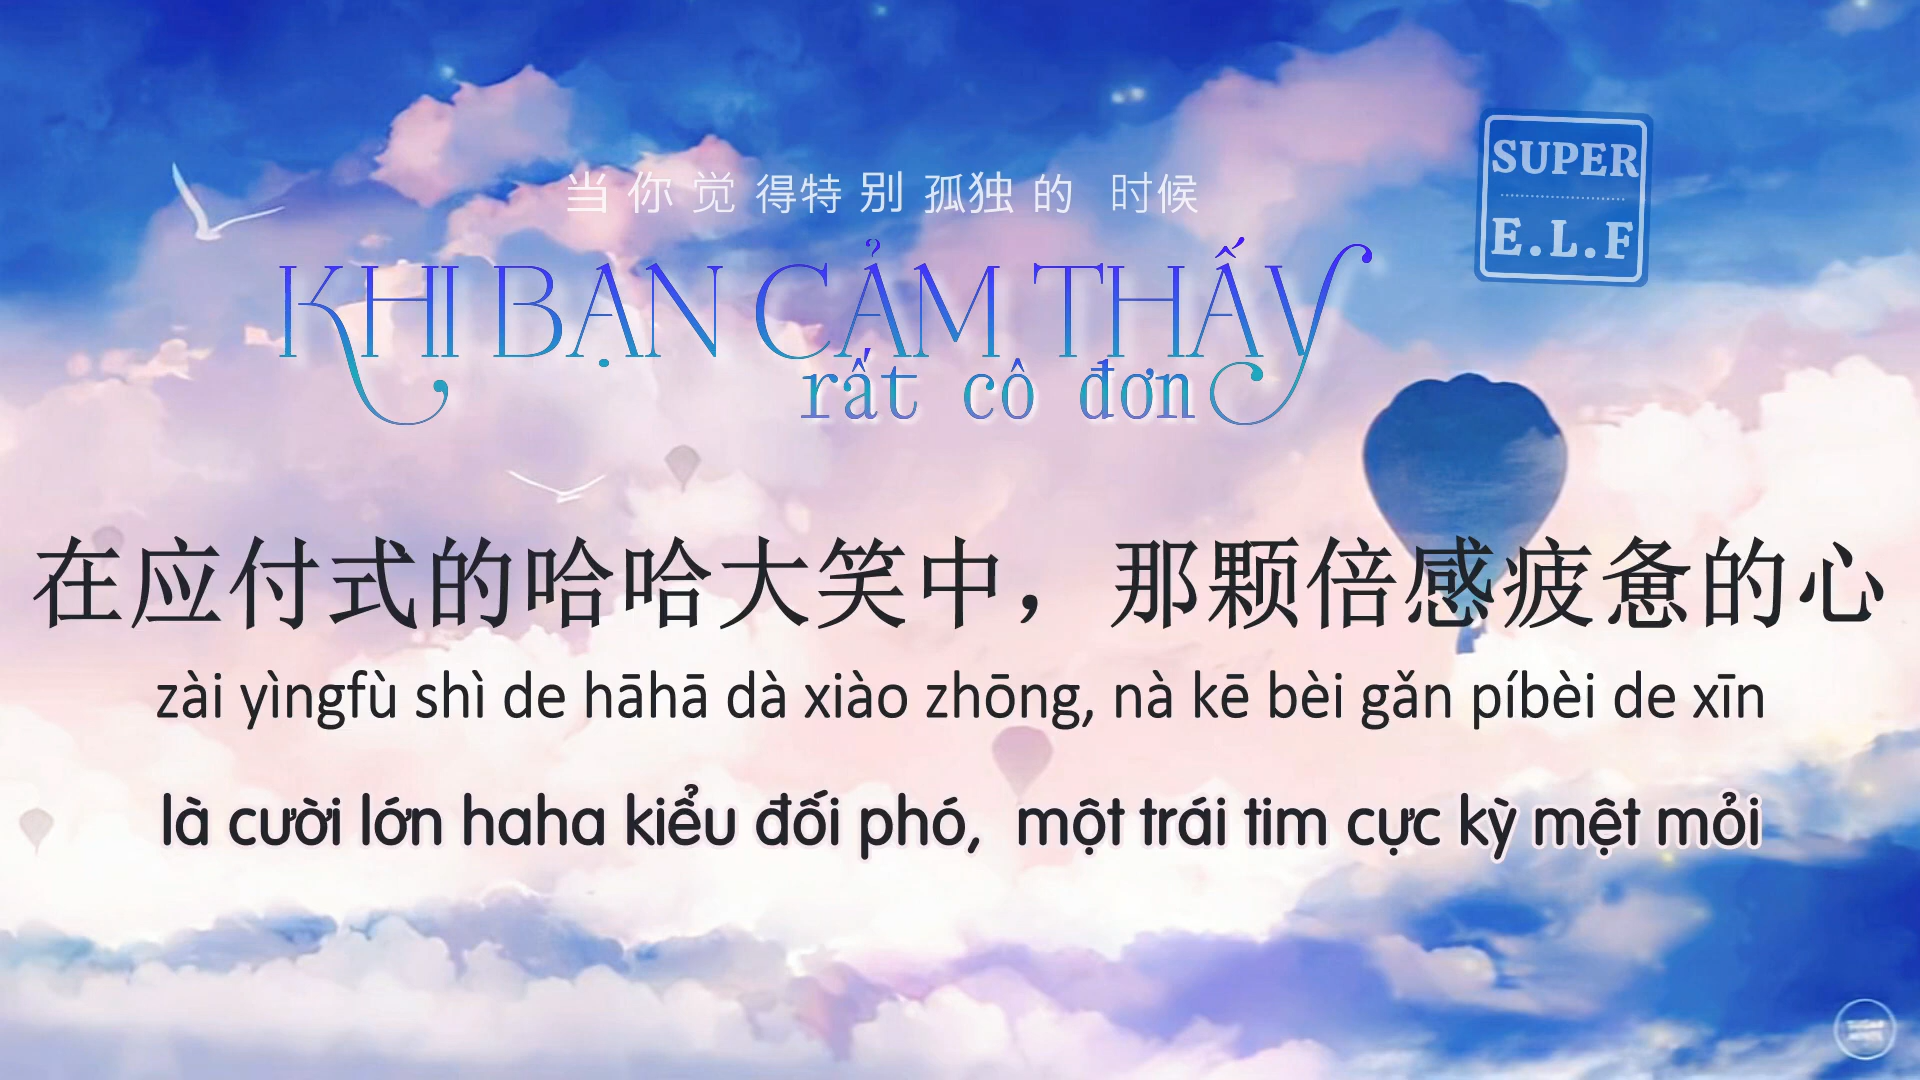 当你觉得特别孤独的 时候
SUPER
E.L.F
KHI BẠN CẢM THẤY
rất cô đơn
在应付式的哈哈大笑中，那颗倍感疲惫的心
zài yìngfù shì de hāhā dà xiào zhōng, nà kē bèi gǎn píbèi de xīn
là cười lớn haha kiểu đối phó, một trái tim cực kỳ mệt mỏi